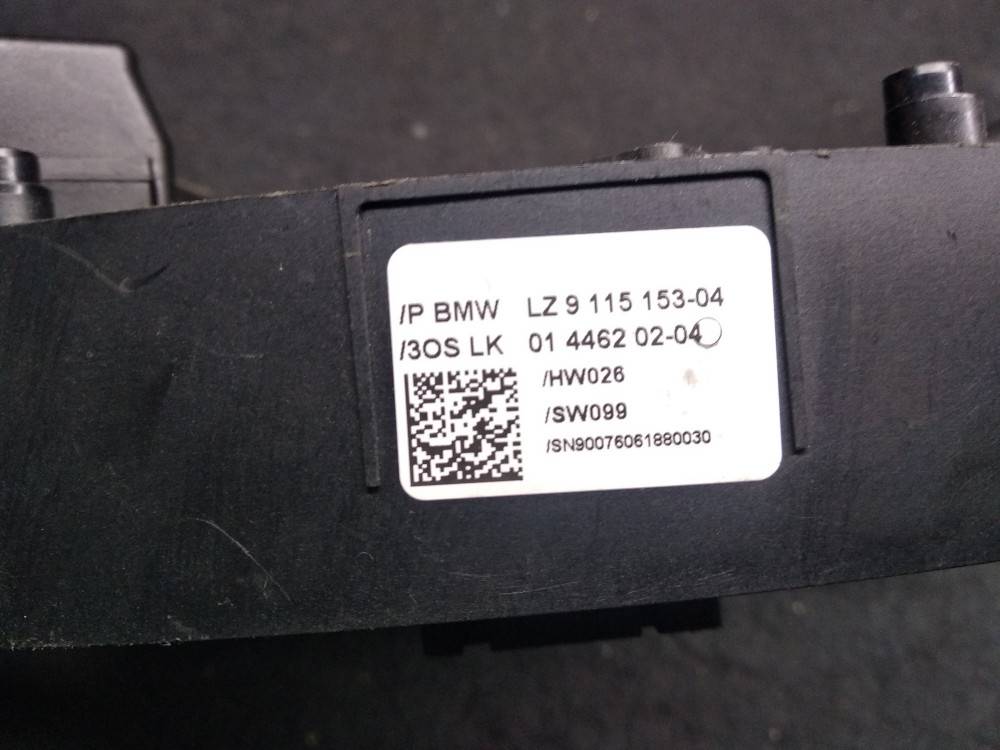 /P BMW LZ 9 115 153-04
/3OS LK 01 4462 02-04
/HW026
/SW099
/SN90076061880030